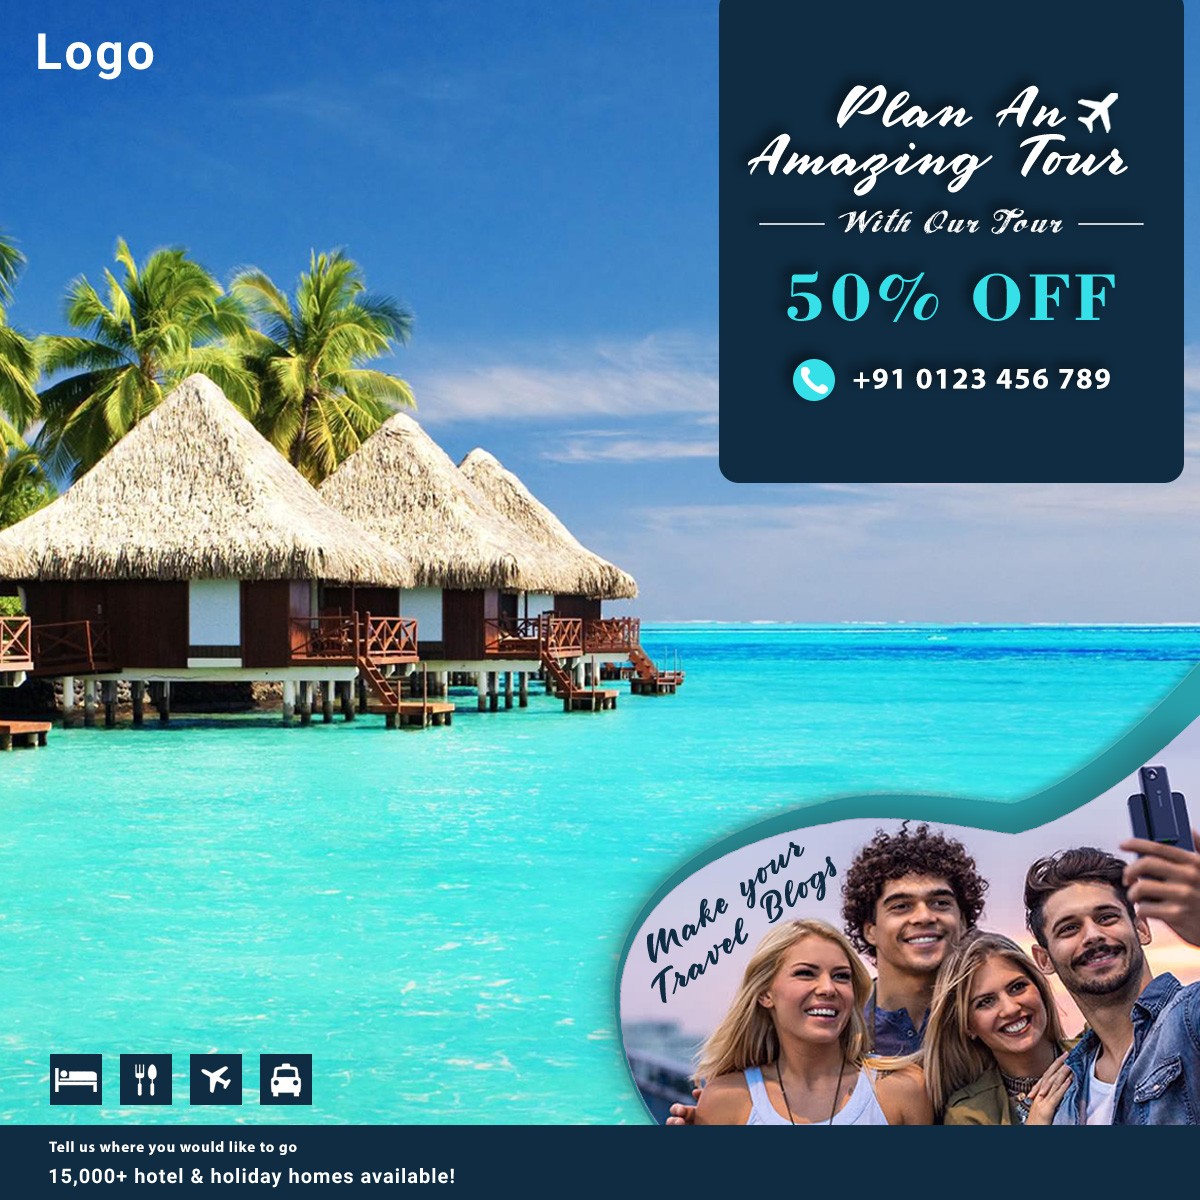 Logo
Plan An
Amazing Tour
With Our Tour
50% OFF
+91 0123 456 789
Make your
Travel Blogs
Tell us where you would like to go
15,000+ hotel & holiday homes available!